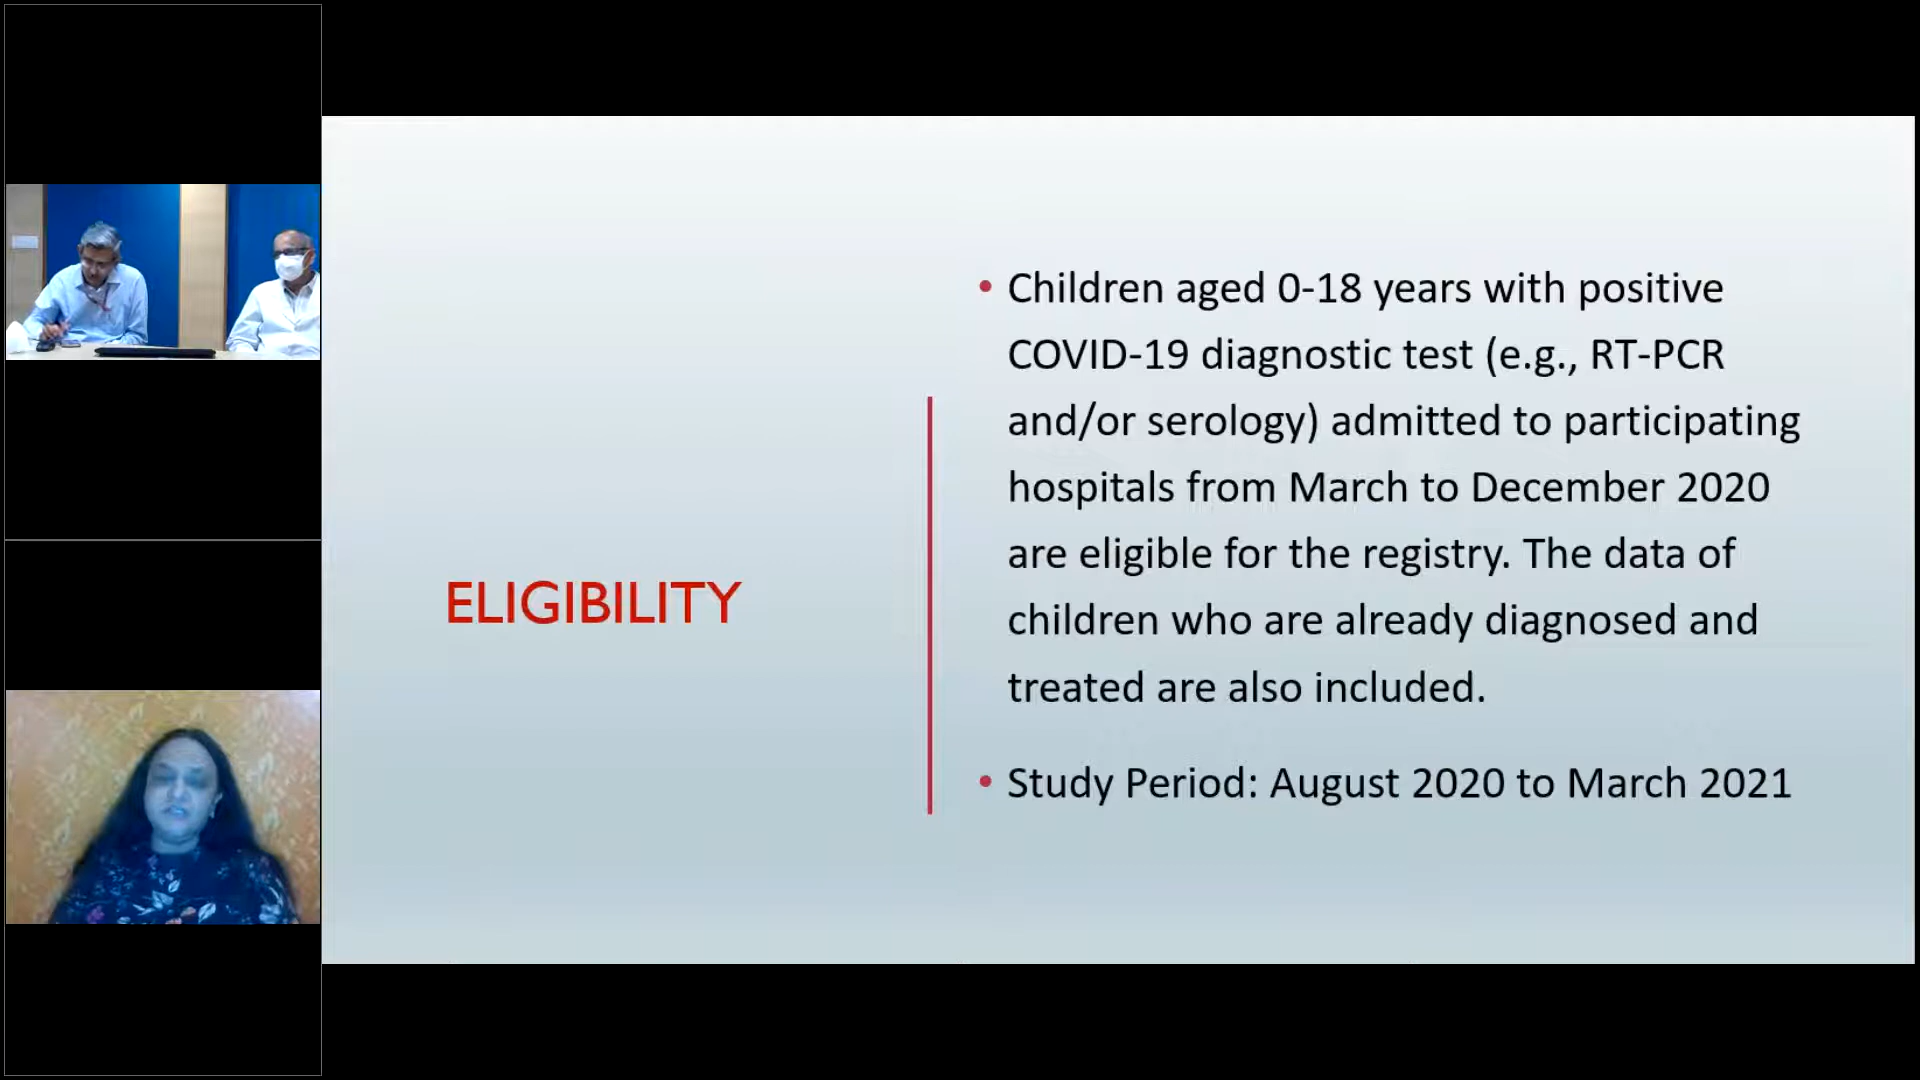 ELIGIBILITY
• Children aged 0-18 years with positive
COVID-19 diagnostic test (e.g., RT-PCR
and/or serology) admitted to participating
hospitals from March to December 2020
are eligible for the registry. The data of
children who are already diagnosed and
treated are also included.
• Study Period: August 2020 to March 2021